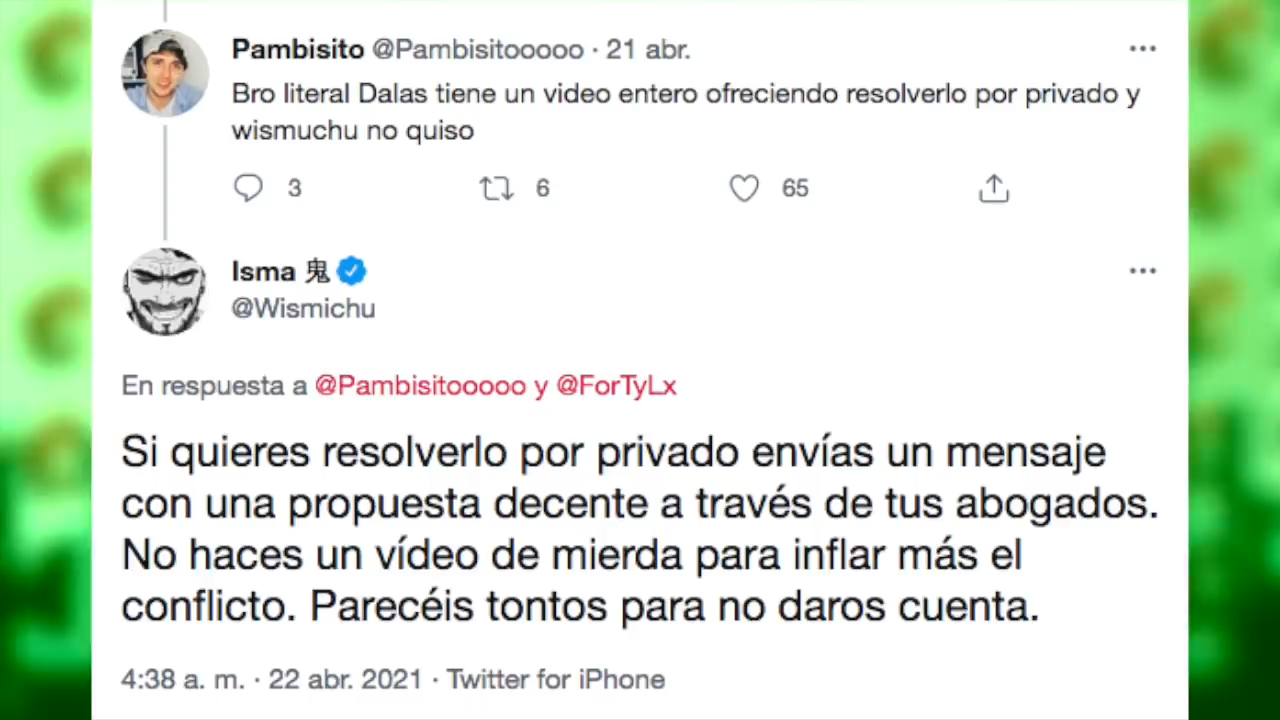 Pambisito @Pambisitooooo · 21 abr.
Bro literal Dalas tiene un video entero ofreciendo resolverlo por privado y
wismuchu no quiso
3 6 65
Isma 鬼
@Wismichu
En respuesta a @Pambisitooooo y @ForTyLx
Si quieres resolverlo por privado envías un mensaje
con una propuesta decente a través de tus abogados.
No haces un vídeo de mierda para inflar más el
conflicto. Parecéis tontos para no daros cuenta.
4:38 a. m. · 22 abr. 2021 · Twitter for iPhone